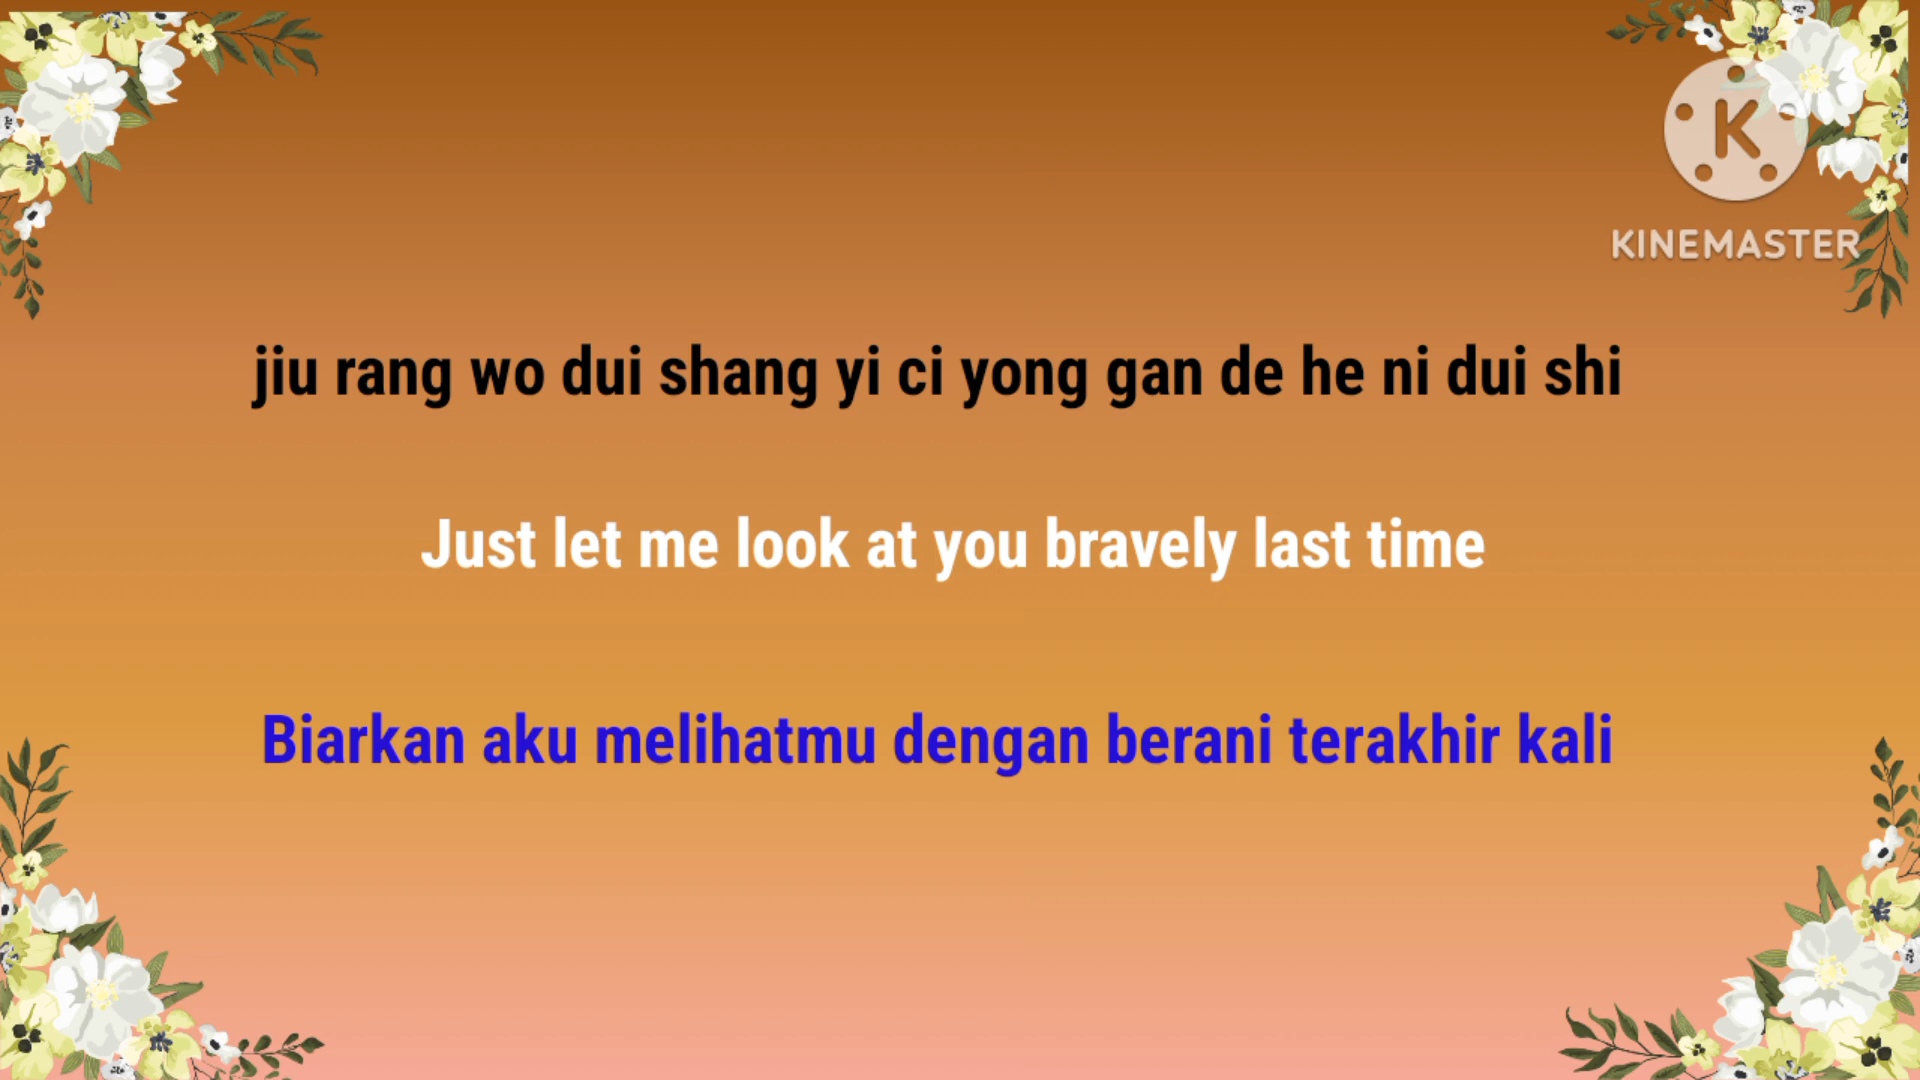 KINEMASTER
jiu rang wo dui shang yi ci yong gan de he ni dui shi
Just let me look at you bravely last time
Biarkan aku melihatmu dengan berani terakhir kali